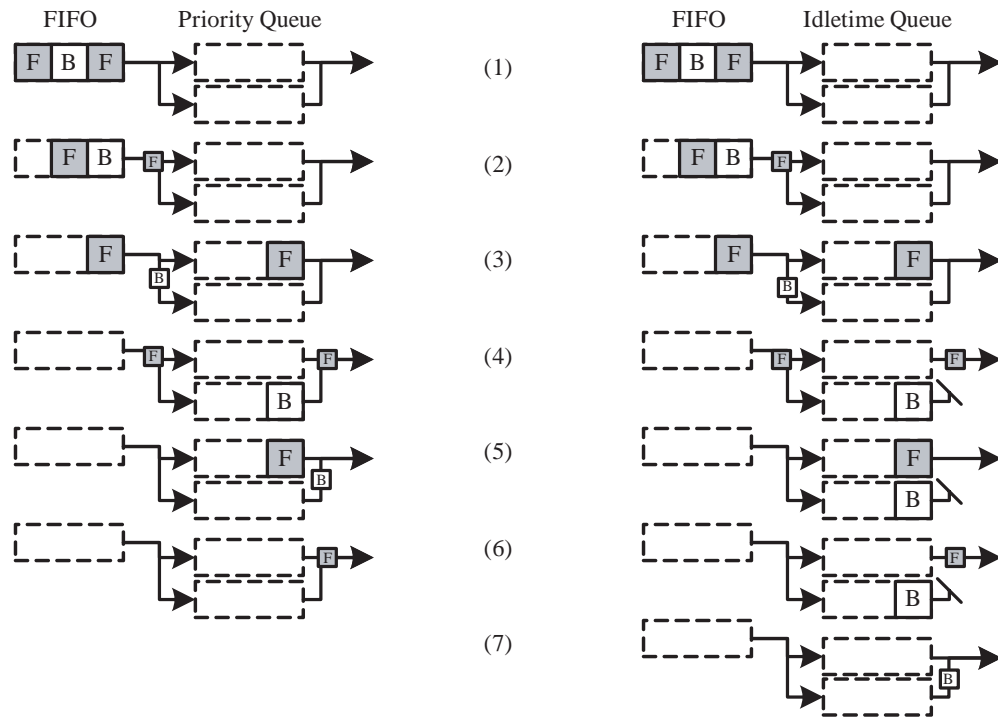 FIFO Priority Queue FIFO Idletime Queue
F B F (1) F B F
F B F (2) F B F
F B F (3) F B F
F F B (4) F F B
F B (5) F B
F (6) F B
(7) B